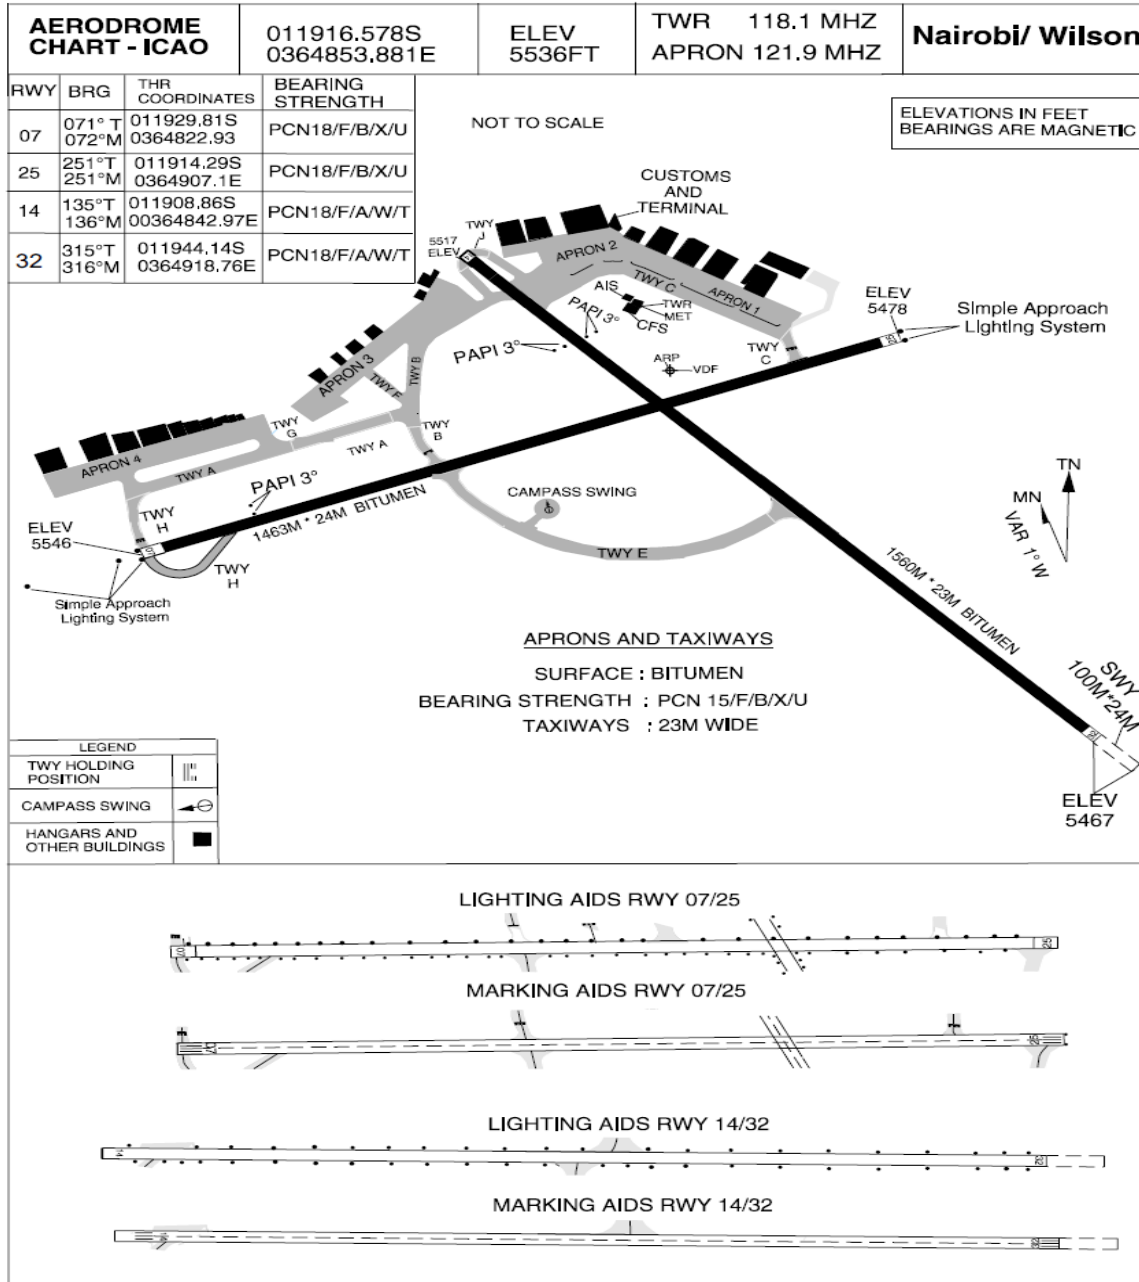 AERODROME
CHART - ICAO
011916.578S
0364853.881E
ELEV
5536FT
TWR 118.1 MHZ
APRON 121.9 MHZ
Nairobi/ Wilson
RWY BRG THR COORDINATES BEARING STRENGTH
07 071° T 072°M 011929.81S 0364822.93 PCN18/F/B/X/U
25 251°T 251°M 011914.29S 0364907.1E PCN18/F/B/X/U
14 135°T 136°M 011908.86S 00364842.97E PCN18/F/A/W/T
32 315°T 316°M 011944.14S 0364918.76E PCN18/F/A/W/T
NOT TO SCALE
ELEVATIONS IN FEET
BEARINGS ARE MAGNETIC
CUSTOMS
AND
TERMINAL
5517
ELEV
TWY
J
APRON 2
TWY C
APRON 1
AIS
TWR
MET
CFS
PAPI 3°
PAPI 3°
ELEV
5478
Simple Approach
Lighting System
TWY
C
ARP
VDF
APRON 3
TWY F
TWY B
TWY
G
TWY
B
TWY A
APRON 4
TWY A
PAPI 3°
1463M * 24M BITUMEN
CAMPASS SWING
TWY
H
ELEV
5546
TWY
H
TWY E
Simple Approach
Lighting System
TN
MN
VAR 1° W
1560M * 23M BITUMEN
SWY
100M*24M
ELEV
5467
APRONS AND TAXIWAYS
SURFACE : BITUMEN
BEARING STRENGTH : PCN 15/F/B/X/U
TAXIWAYS : 23M WIDE
LEGEND
TWY HOLDING
POSITION
CAMPASS SWING
HANGARS AND
OTHER BUILDINGS
LIGHTING AIDS RWY 07/25
07
25
MARKING AIDS RWY 07/25
07
25
LIGHTING AIDS RWY 14/32
14
32
MARKING AIDS RWY 14/32
32